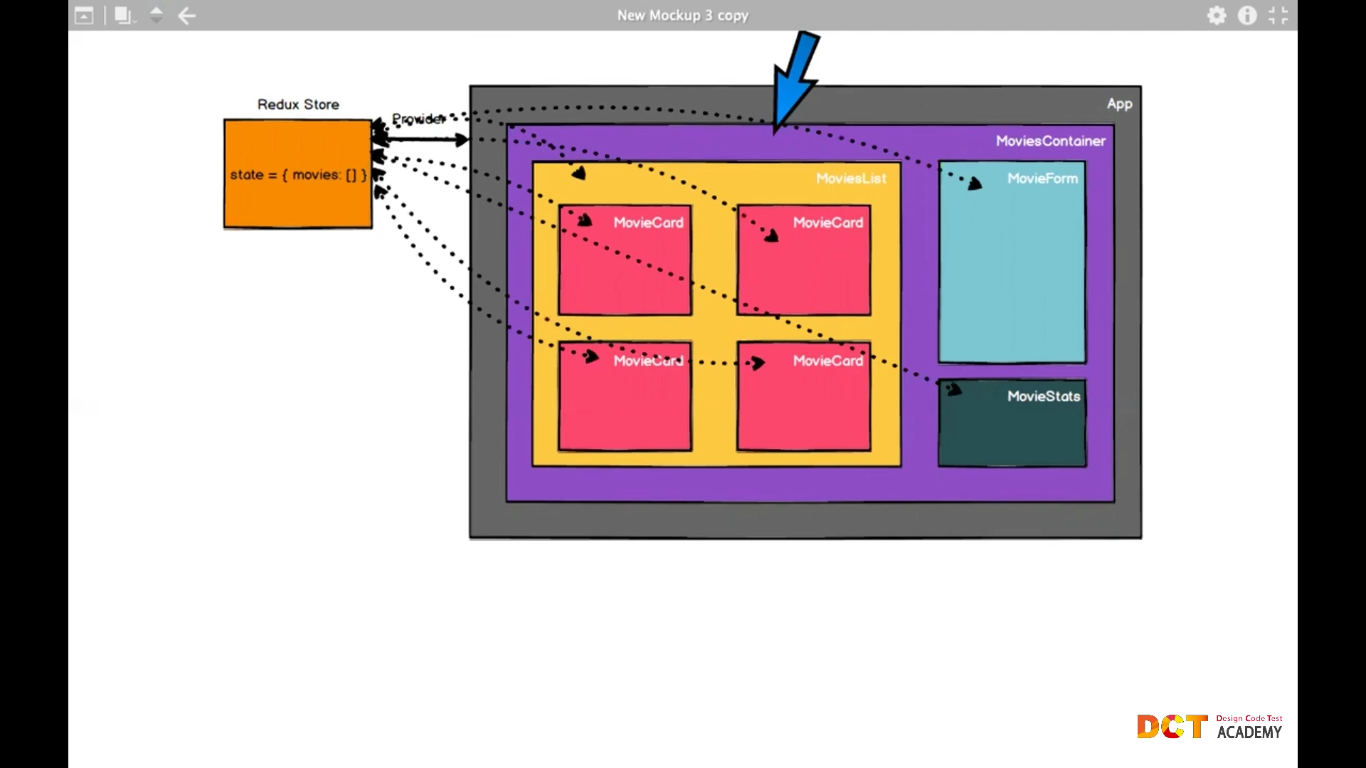 New Mockup 3 copy
Redux Store
Provider
state = { movies: [] }
App
MoviesContainer
MoviesList
MovieForm
MovieCard
MovieCard
MovieCard
MovieCard
MovieStats
DCT
Design Code Test
ACADEMY